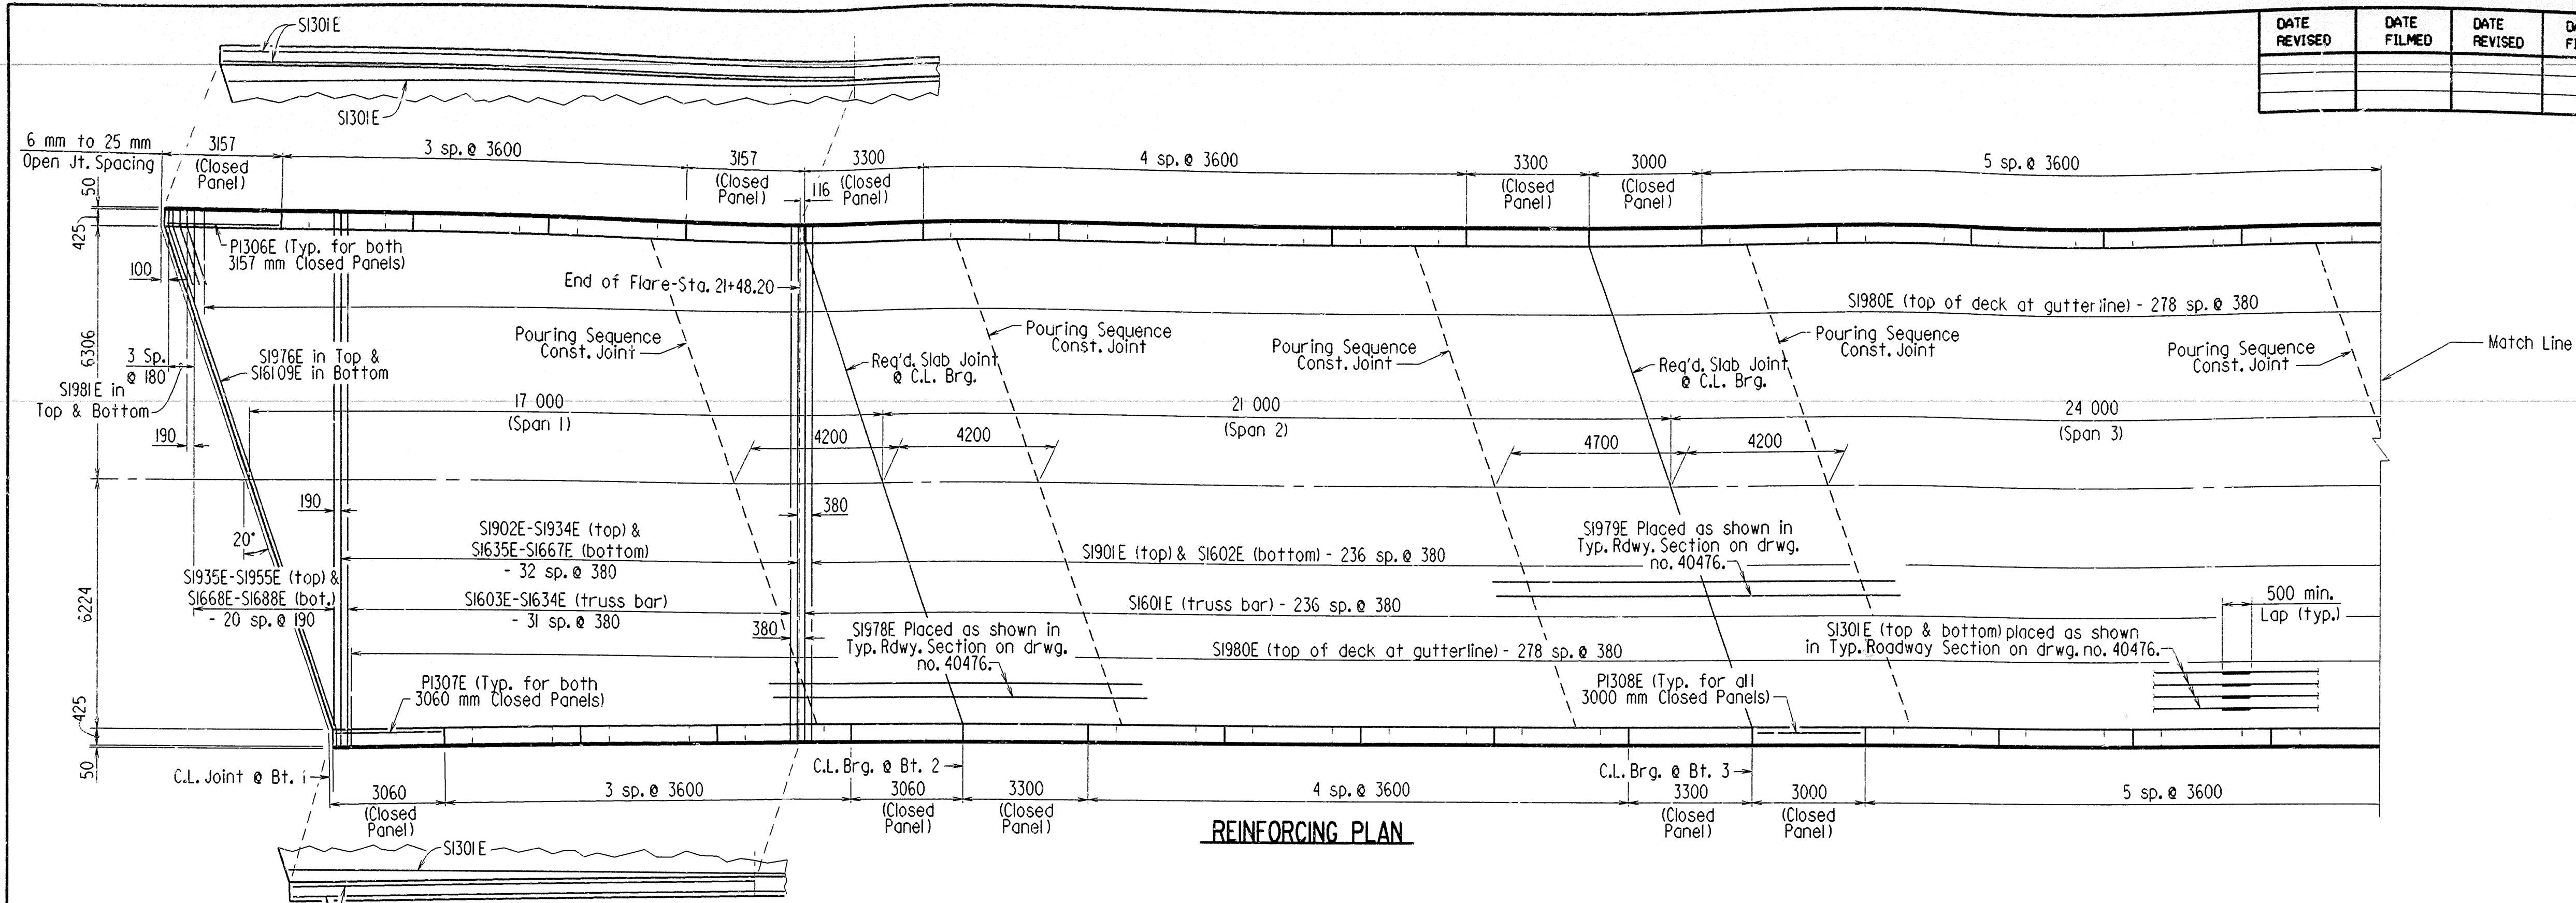 S1301E
S1301E
DATE REVISED
DATE FILMED
DATE REVISED
6 mm to 25 mm
Open Jt. Spacing
3157
(Closed
Panel)
3 sp. @ 3600
3157
(Closed
Panel)
116
3300
(Closed
Panel)
4 sp. @ 3600
3300
(Closed
Panel)
3000
(Closed
Panel)
5 sp. @ 3600
50
425
P1306E (Typ. for both
3157 mm Closed Panels)
100
End of Flare-Sta. 21+48.20
S1980E (top of deck at gutterline) - 278 sp. @ 380
6306
3 Sp.
@ 180
S1976E in Top &
S16109E in Bottom
S1981E in
Top & Bottom
190
Pouring Sequence
Const. Joint
Pouring Sequence
Const. Joint
Req'd. Slab Joint
@ C.L. Brg.
Pouring Sequence
Const. Joint
Req'd. Slab Joint
@ C.L. Brg.
Pouring Sequence
Const. Joint
Pouring Sequence
Const. Joint
Match Line
17 000
(Span 1)
21 000
(Span 2)
24 000
(Span 3)
4200
4200
4700
4200
190
380
20°
S1902E-S1934E (top) &
S1635E-S1667E (bottom)
- 32 sp. @ 380
S1901E (top) & S1602E (bottom) - 236 sp. @ 380
S1979E Placed as shown in
Typ. Rdwy. Section on drwg.
no. 40476.
6224
S1935E-S1955E (top) &
S1668E-S1688E (bot.)
- 20 sp. @ 190
S1603E-S1634E (truss bar)
- 31 sp. @ 380
S1601E (truss bar) - 236 sp. @ 380
500 min.
Lap (typ.)
380
S1978E Placed as shown in
Typ. Rdwy. Section on drwg.
no. 40476.
S1980E (top of deck at gutterline) - 278 sp. @ 380
S1301E (top & bottom) placed as shown
in Typ. Roadway Section on drwg. no. 40476.
P1307E (Typ. for both
3060 mm Closed Panels)
P1308E (Typ. for all
3000 mm Closed Panels)
425
50
C.L. Joint @ Bt. 1
C.L. Brg. @ Bt. 2
C.L. Brg. @ Bt. 3
3060
(Closed
Panel)
3 sp. @ 3600
3060
(Closed
Panel)
3300
(Closed
Panel)
4 sp. @ 3600
3300
(Closed
Panel)
3000
(Closed
Panel)
5 sp. @ 3600
REINFORCING PLAN
S1301E